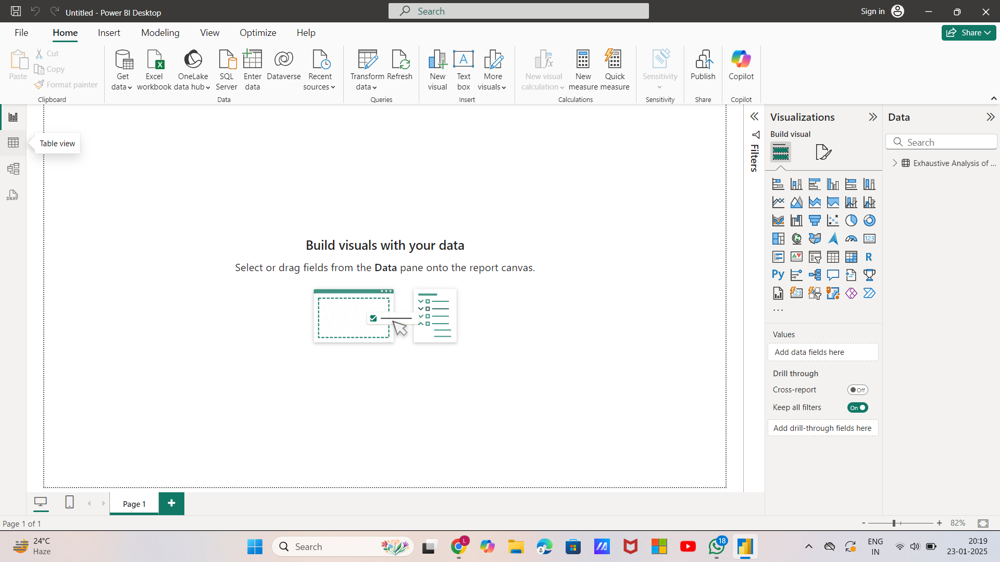 Untitled - Power BI Desktop
Search
Sign in
File
Home
Insert
Modeling
View
Optimize
Help
Share
Paste
Cut
Copy
Format painter
Clipboard
Get data
Excel workbook
OneLake data hub
SQL Server
Enter data
Dataverse
Recent sources
Data
Transform data
Refresh
Queries
New visual
Text box
More visuals
Insert
New visual calculation
New measure
Quick measure
Calculations
Sensitivity
Sensitivity
Publish
Share
Copilot
Copilot
Table view
DAX
Build visuals with your data
Select or drag fields from the Data pane onto the report canvas.
Filters
Visualizations
Build visual
123
R
Py
123
...
Values
Add data fields here
Drill through
Cross-report
Off
Keep all filters
On
Add drill-through fields here
Data
Search
Exhaustive Analysis of ...
Page 1
Page 1 of 1
82%
24°C
Haze
Search
L
18
ENG
IN
20:19
23-01-2025